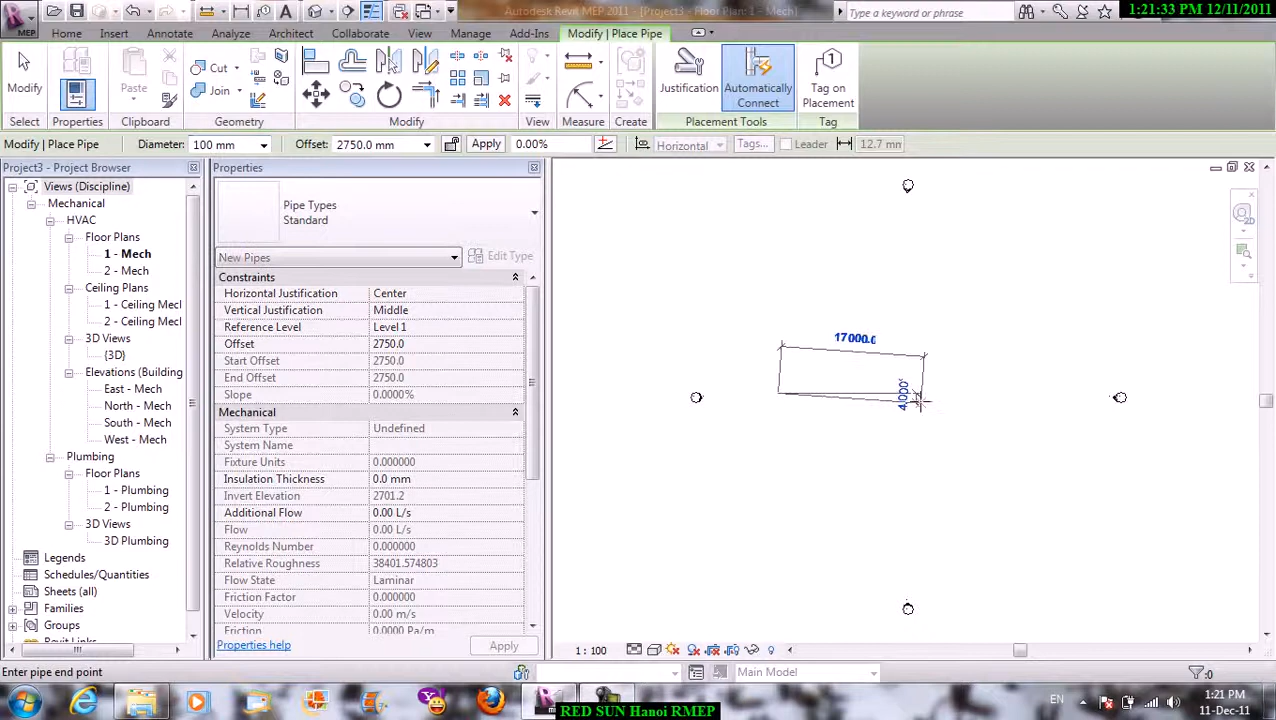 Autodesk Revit MEP 2011 - [Project3 - Floor Plan: 1 - Mech]
Type a keyword or phrase
1:21:33 PM 12/11/2011
MEP
Home
Insert
Annotate
Analyze
Architect
Collaborate
View
Manage
Add-Ins
Modify | Place Pipe
Modify
Properties
Paste
Cut
Join
Justification
Automatically
Connect
Tag on
Placement
Select
Properties
Clipboard
Geometry
Modify
View
Measure
Create
Placement Tools
Tag
Modify | Place Pipe
Diameter: 100 mm
Offset: 2750.0 mm
Apply
0.00%
Horizontal
Tags...
Leader
12.7 mm
Project3 - Project Browser
Views (Discipline)
Mechanical
HVAC
Floor Plans
1 - Mech
2 - Mech
Ceiling Plans
1 - Ceiling Mecl
2 - Ceiling Mecl
3D Views
{3D}
Elevations (Building
East - Mech
North - Mech
South - Mech
West - Mech
Plumbing
Floor Plans
1 - Plumbing
2 - Plumbing
3D Views
3D Plumbing
Legends
Schedules/Quantities
Sheets (all)
Families
Groups
Revit Links
Properties
Pipe Types
Standard
New Pipes
Edit Type
Constraints
Horizontal Justification Center
Vertical Justification Middle
Reference Level Level 1
Offset 2750.0
Start Offset 2750.0
End Offset 2750.0
Slope 0.0000%
Mechanical
System Type Undefined
System Name
Fixture Units 0.000000
Insulation Thickness 0.0 mm
Invert Elevation 2701.2
Additional Flow 0.00 L/s
Flow 0.00 L/s
Reynolds Number 0.000000
Relative Roughness 38401.574803
Flow State Laminar
Friction Factor 0.000000
Velocity 0.00 m/s
Friction 0.0000 Pa/m
Properties help
Apply
17000.0
4.000°
1 : 100
Enter pipe end point
Main Model
:0
EN
1:21 PM
11-Dec-11
RED SUN Hanoi RMEP